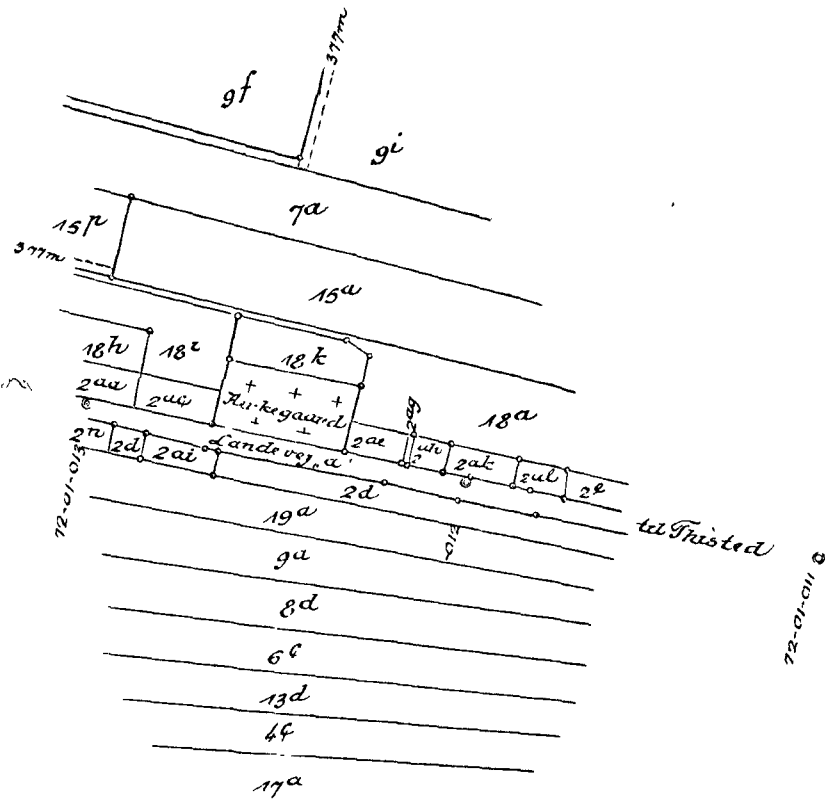 377m
9f
9i
7a
15p
377m
15a
18h
18i
18k
18a
2aa
2aq
Kirkegaard
2ae
2ag
2ah
2ak
2al
2e
2n
2d
2ai
Landevej „a“
2d
til Thisted
72-01-013
19a
-012
9a
72-01-011
8d
6c
13d
4c
17a